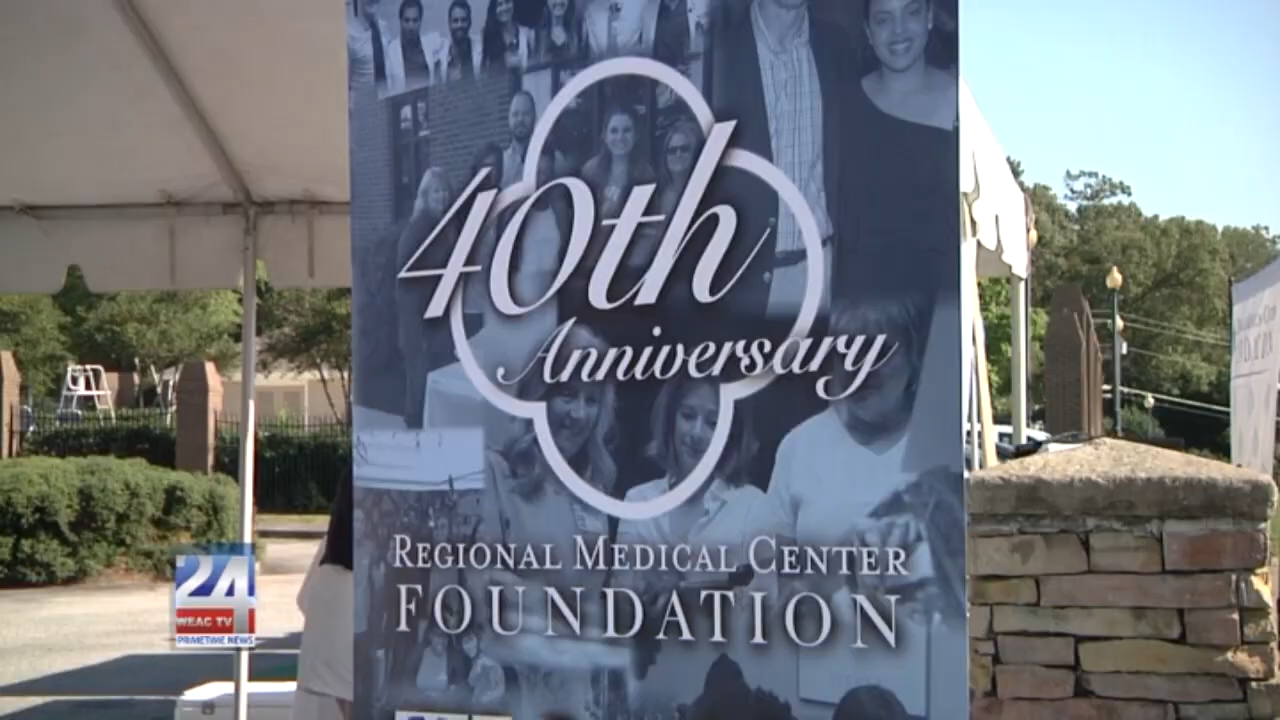 40th
Anniversary
REGIONAL MEDICAL CENTER
FOUNDATION
24
WEAC TV
PRIMETIME NEWS